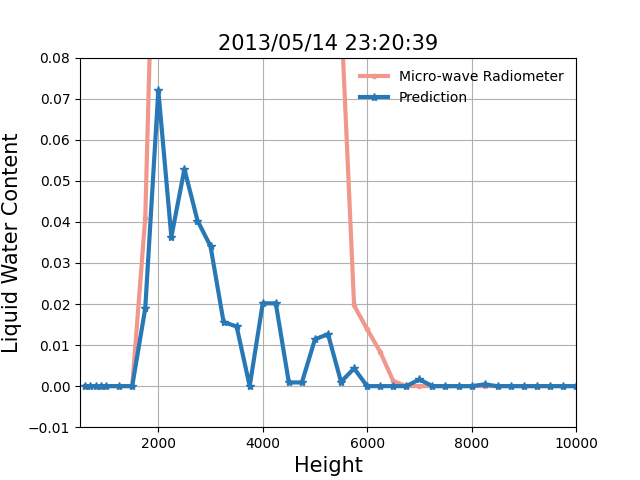 2013/05/14 23:20:39
Micro-wave Radiometer
Prediction
Liquid Water Content
0.08
0.07
0.06
0.05
0.04
0.03
0.02
0.01
0.00
−0.01
2000 4000 6000 8000 10000
Height